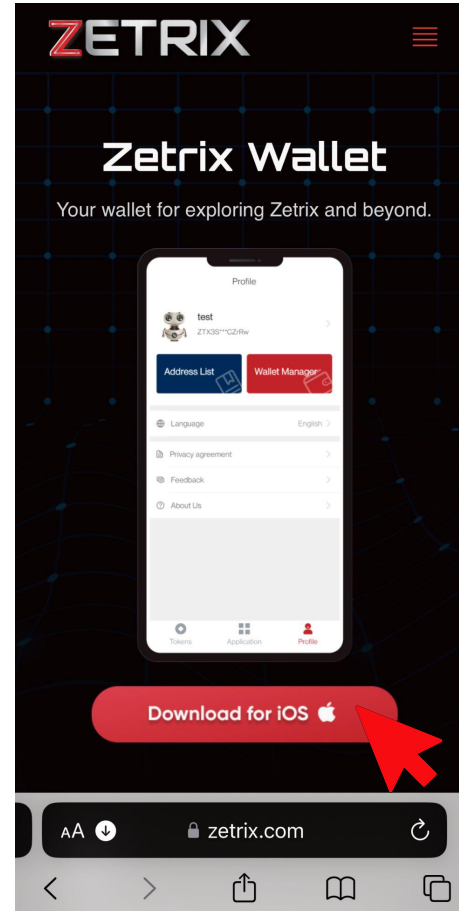 ZETRIX
Zetrix Wallet
Your wallet for exploring Zetrix and beyond.
Profile
test
ZTX3S***CZrRw
Address List
Wallet Manager
Language
English
Privacy agreement
Feedback
About Us
Tokens
Application
Profile
Download for iOS
AA
zetrix.com